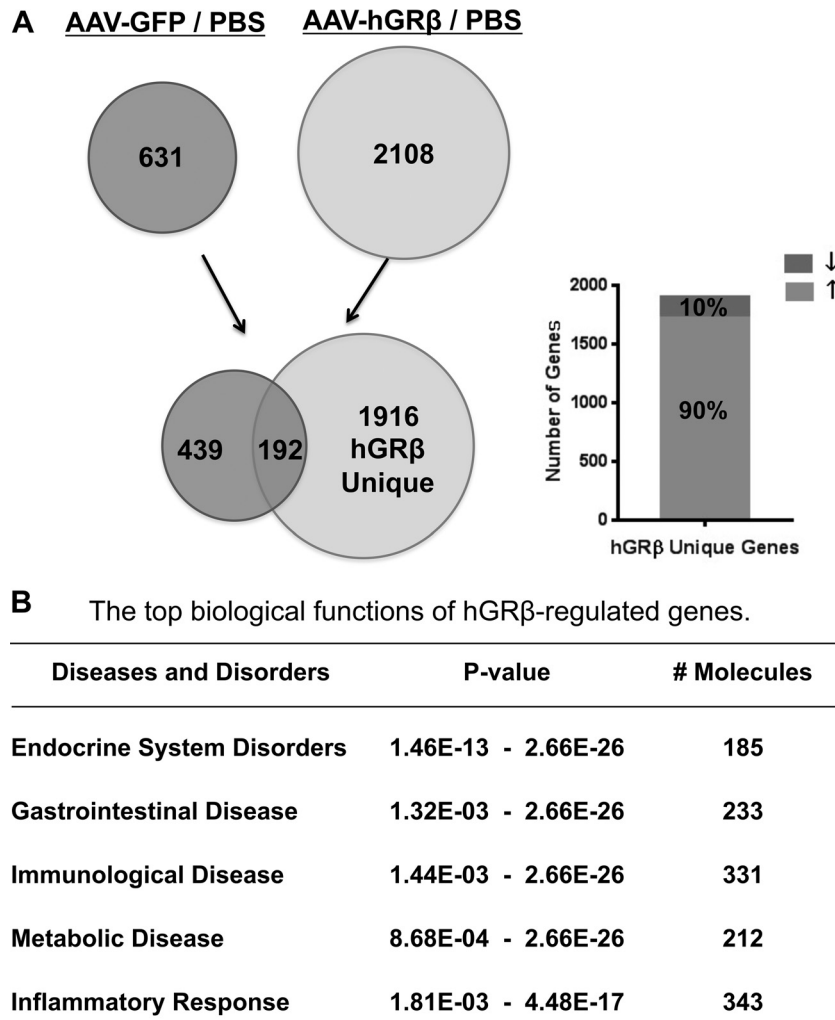 A
AAV-GFP / PBS
AAV-hGRβ / PBS
631
2108
439
192
1916
hGRβ
Unique
↓
↑
2000
1500
1000
500
0
Number of Genes
10%
90%
hGRβ Unique Genes
B
The top biological functions of hGRβ-regulated genes.
Diseases and Disorders P-value # Molecules
Endocrine System Disorders 1.46E-13 - 2.66E-26 185
Gastrointestinal Disease 1.32E-03 - 2.66E-26 233
Immunological Disease 1.44E-03 - 2.66E-26 331
Metabolic Disease 8.68E-04 - 2.66E-26 212
Inflammatory Response 1.81E-03 - 4.48E-17 343